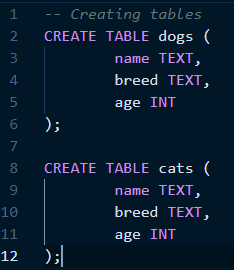 1 -- Creating tables
2 CREATE TABLE dogs (
3 name TEXT,
4 breed TEXT,
5 age INT
6 );
7
8 CREATE TABLE cats (
9 name TEXT,
10 breed TEXT,
11 age INT
12 );